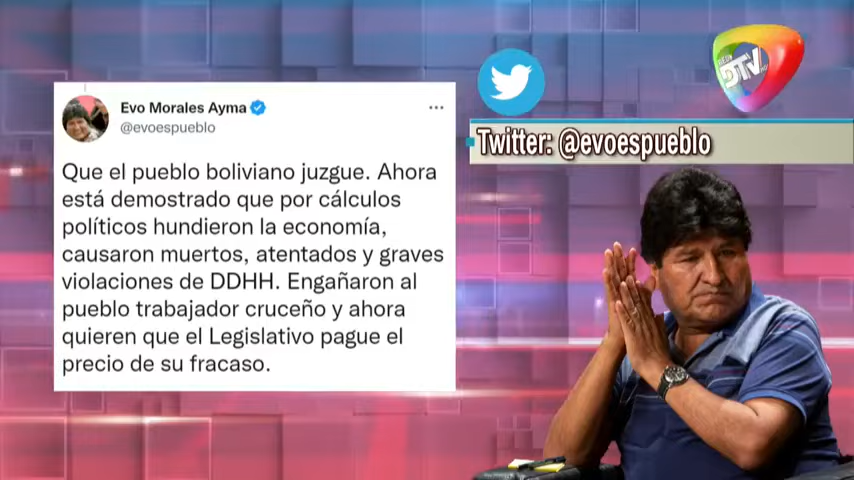 Evo Morales Ayma
@evoespueblo
Que el pueblo boliviano juzgue. Ahora
está demostrado que por cálculos
políticos hundieron la economía,
causaron muertos, atentados y graves
violaciones de DDHH. Engañaron al
pueblo trabajador cruceño y ahora
quieren que el Legislativo pague el
precio de su fracaso.
Twitter: @evoespueblo
DTV